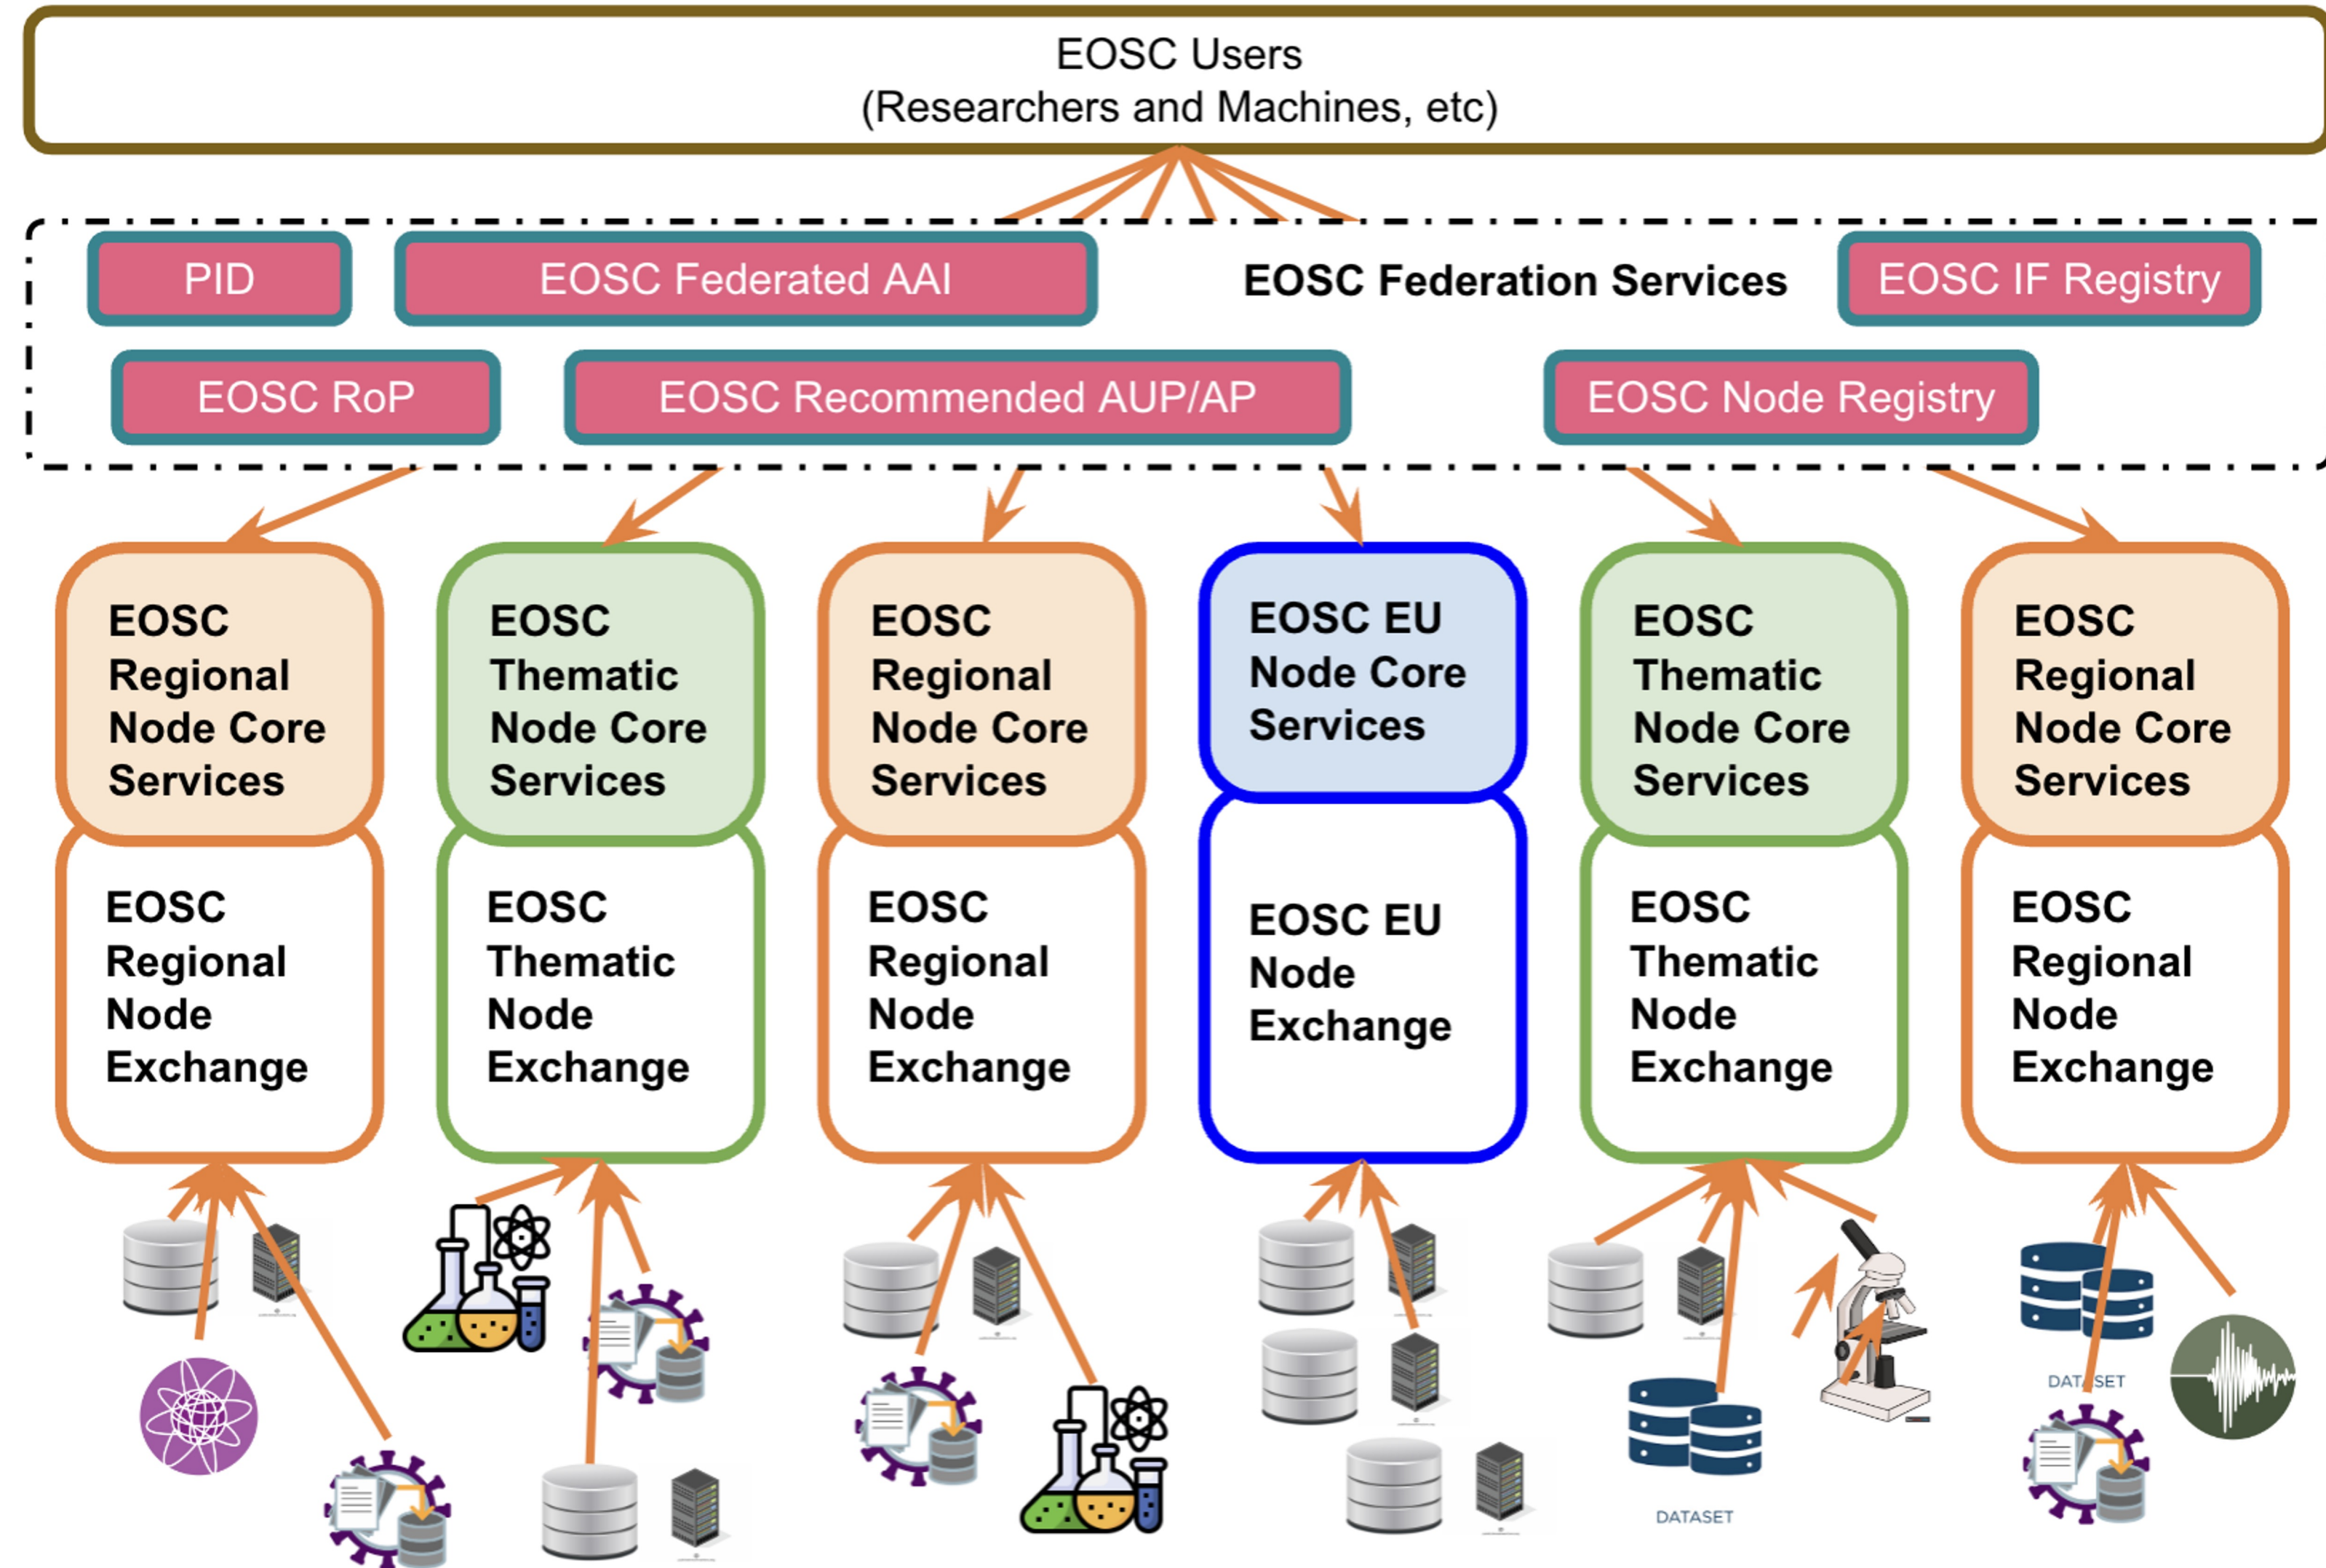 EOSC Users
(Researchers and Machines, etc)
PID
EOSC Federated AAI
EOSC Federation Services
EOSC IF Registry
EOSC RoP
EOSC Recommended AUP/AP
EOSC Node Registry
EOSC
Regional
Node Core
Services
EOSC
Thematic
Node Core
Services
EOSC
Regional
Node Core
Services
EOSC EU
Node Core
Services
EOSC
Thematic
Node Core
Services
EOSC
Regional
Node Core
Services
EOSC
Regional
Node
Exchange
EOSC
Thematic
Node
Exchange
EOSC
Regional
Node
Exchange
EOSC EU
Node
Exchange
EOSC
Thematic
Node
Exchange
EOSC
Regional
Node
Exchange
DATASET
DATASET